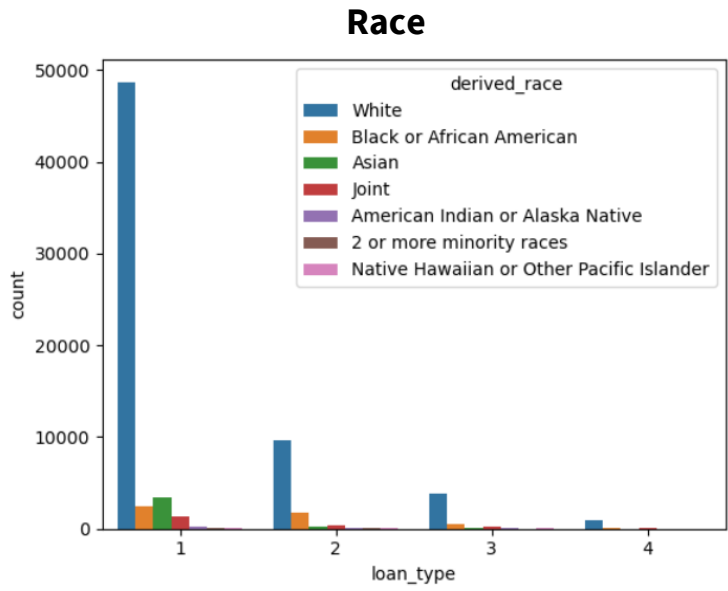 Race
50000
40000
30000
20000
10000
0
count
derived_race
White
Black or African American
Asian
Joint
American Indian or Alaska Native
2 or more minority races
Native Hawaiian or Other Pacific Islander
1 2 3 4
loan_type